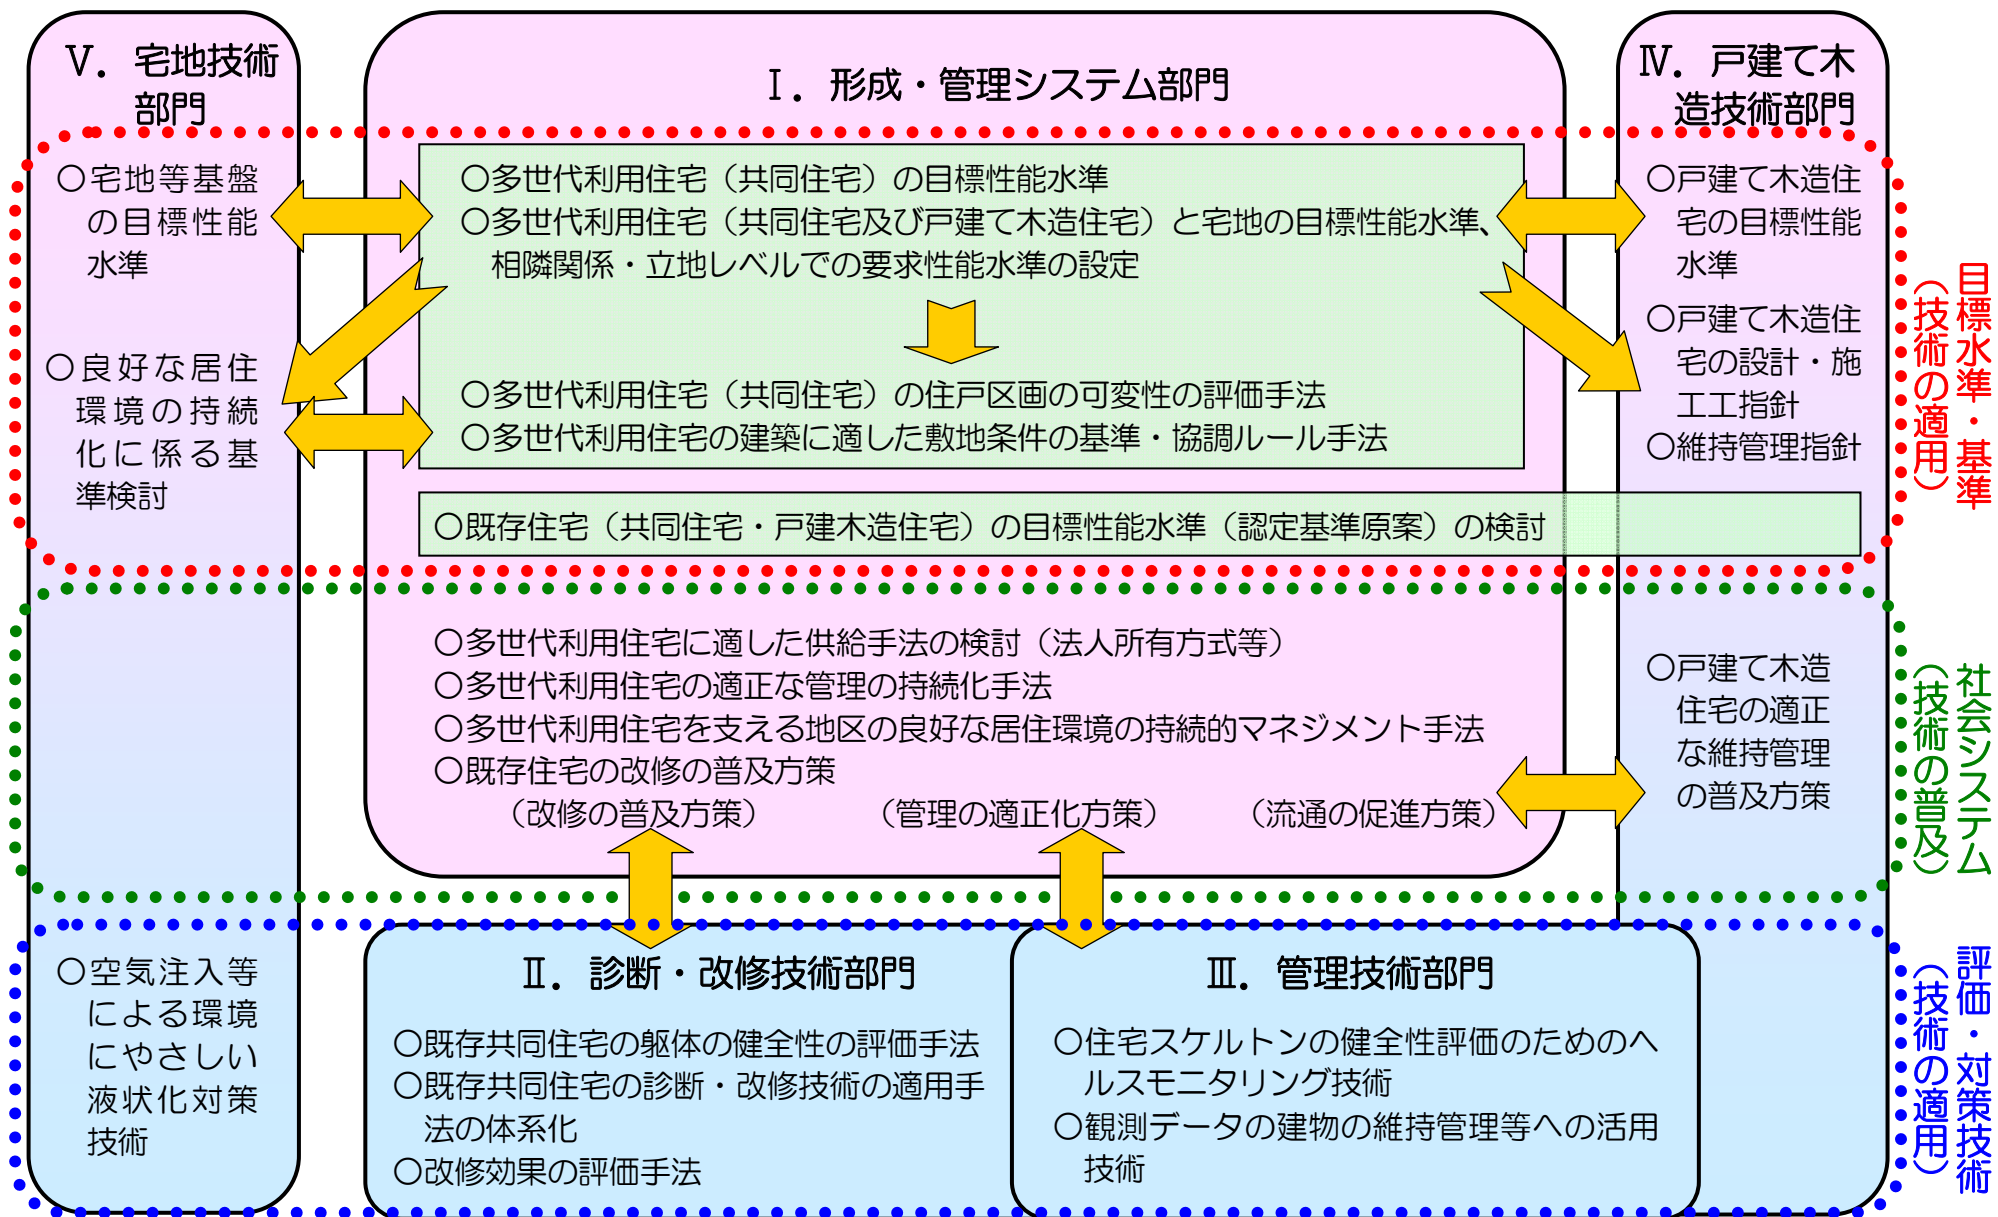 Ⅴ．宅地技術
部門
〇宅地等基盤
の目標性能
水準
〇良好な居住
環境の持続
化に係る基
準検討
〇空気注入等
による環境
にやさしい
液状化対策
技術
Ⅰ．形成・管理システム部門
〇多世代利用住宅（共同住宅）の目標性能水準
〇多世代利用住宅（共同住宅及び戸建て木造住宅）と宅地の目標性能水準、
相隣関係・立地レベルでの要求性能水準の設定
〇多世代利用住宅（共同住宅）の住戸区画の可変性の評価手法
〇多世代利用住宅の建築に適した敷地条件の基準・協調ルール手法
〇既存住宅（共同住宅・戸建木造住宅）の目標性能水準（認定基準原案）の検討
〇多世代利用住宅に適した供給手法の検討（法人所有方式等）
〇多世代利用住宅の適正な管理の持続化手法
〇多世代利用住宅を支える地区の良好な居住環境の持続的マネジメント手法
〇既存住宅の改修の普及方策
（改修の普及方策）　（管理の適正化方策）　（流通の促進方策）
Ⅱ．診断・改修技術部門
〇既存共同住宅の躯体の健全性の評価手法
〇既存共同住宅の診断・改修技術の適用手
法の体系化
〇改修効果の評価手法
Ⅲ．管理技術部門
〇住宅スケルトンの健全性評価のためのヘ
ルスモニタリング技術
〇観測データの建物の維持管理等への活用
技術
Ⅳ．戸建て木
造技術部門
〇戸建て木造住
宅の目標性能
水準
〇戸建て木造住
宅の設計・施
工工指針
〇維持管理指針
〇戸建て木造
住宅の適正
な維持管理
の普及方策
目標水準・基準
（技術の適用）
社会システム
（技術の普及）
評価・対策技術
（技術の適用）